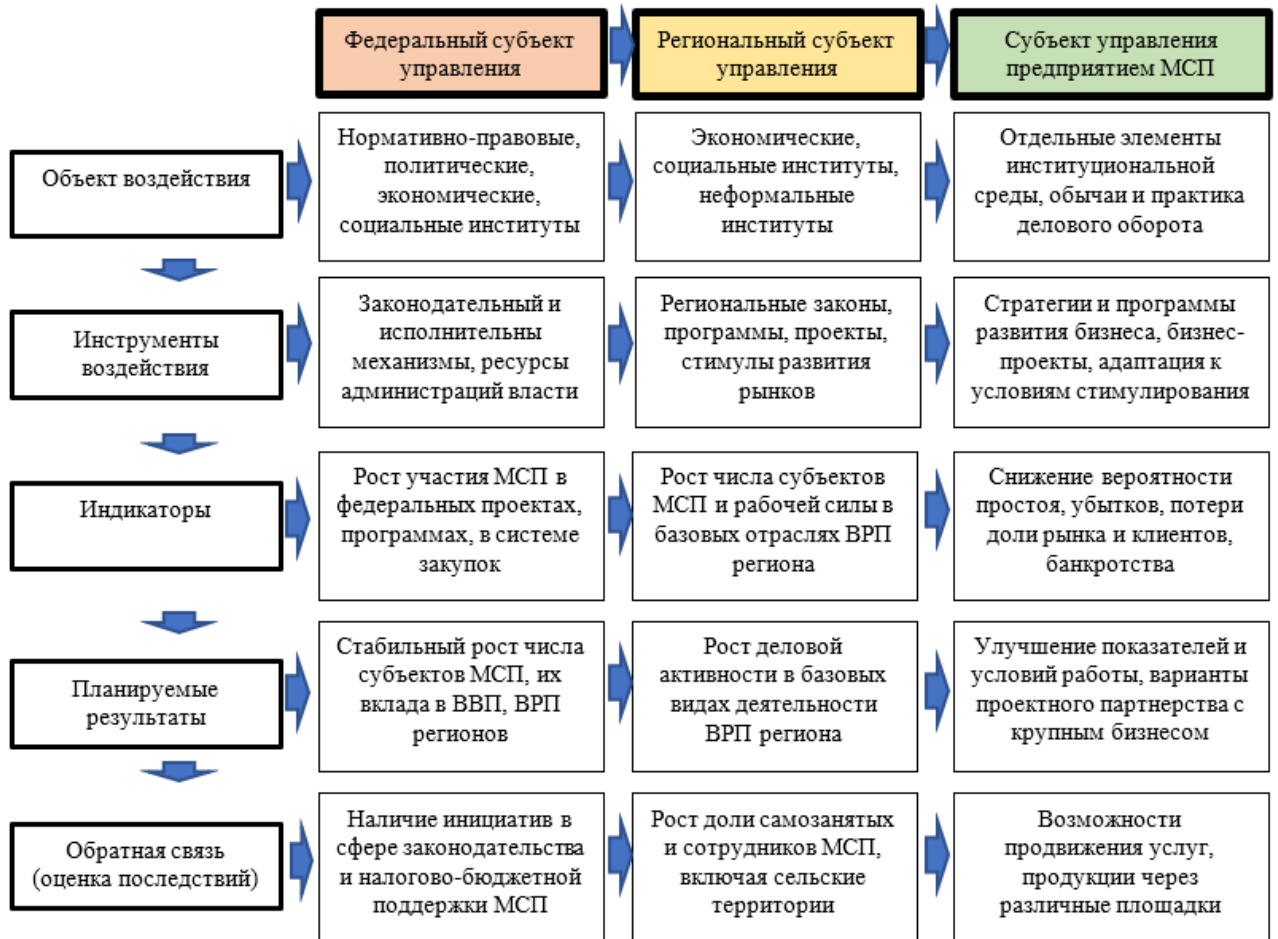 Федеральный субъект
управления
Региональный субъект
управления
Субъект управления
предприятием МСП
Объект воздействия
Нормативно-правовые,
политические,
экономические,
социальные институты
Экономические,
социальные институты,
неформальные
институты
Отдельные элементы
институциональной
среды, обычаи и практика
делового оборота
Инструменты
воздействия
Законодательный и
исполнительны
механизмы, ресурсы
администраций власти
Региональные законы,
программы, проекты,
стимулы развития
рынков
Стратегии и программы
развития бизнеса, бизнес-
проекты, адаптация к
условиям стимулирования
Индикаторы
Рост участия МСП в
федеральных проектах,
программах, в системе
закупок
Рост числа субъектов
МСП и рабочей силы в
базовых отраслях ВРП
региона
Снижение вероятности
простоя, убытков, потери
доли рынка и клиентов,
банкротства
Планируемые
результаты
Стабильный рост числа
субъектов МСП, их
вклада в ВВП, ВРП
регионов
Рост деловой
активности в базовых
видах деятельности
ВРП региона
Улучшение показателей и
условий работы, варианты
проектного партнерства с
крупным бизнесом
Обратная связь
(оценка последствий)
Наличие инициатив в
сфере законодательства
и налогово-бюджетной
поддержки МСП
Рост доли самозанятых
и сотрудников МСП,
включая сельские
территории
Возможности
продвижения услуг,
продукции через
различные площадки